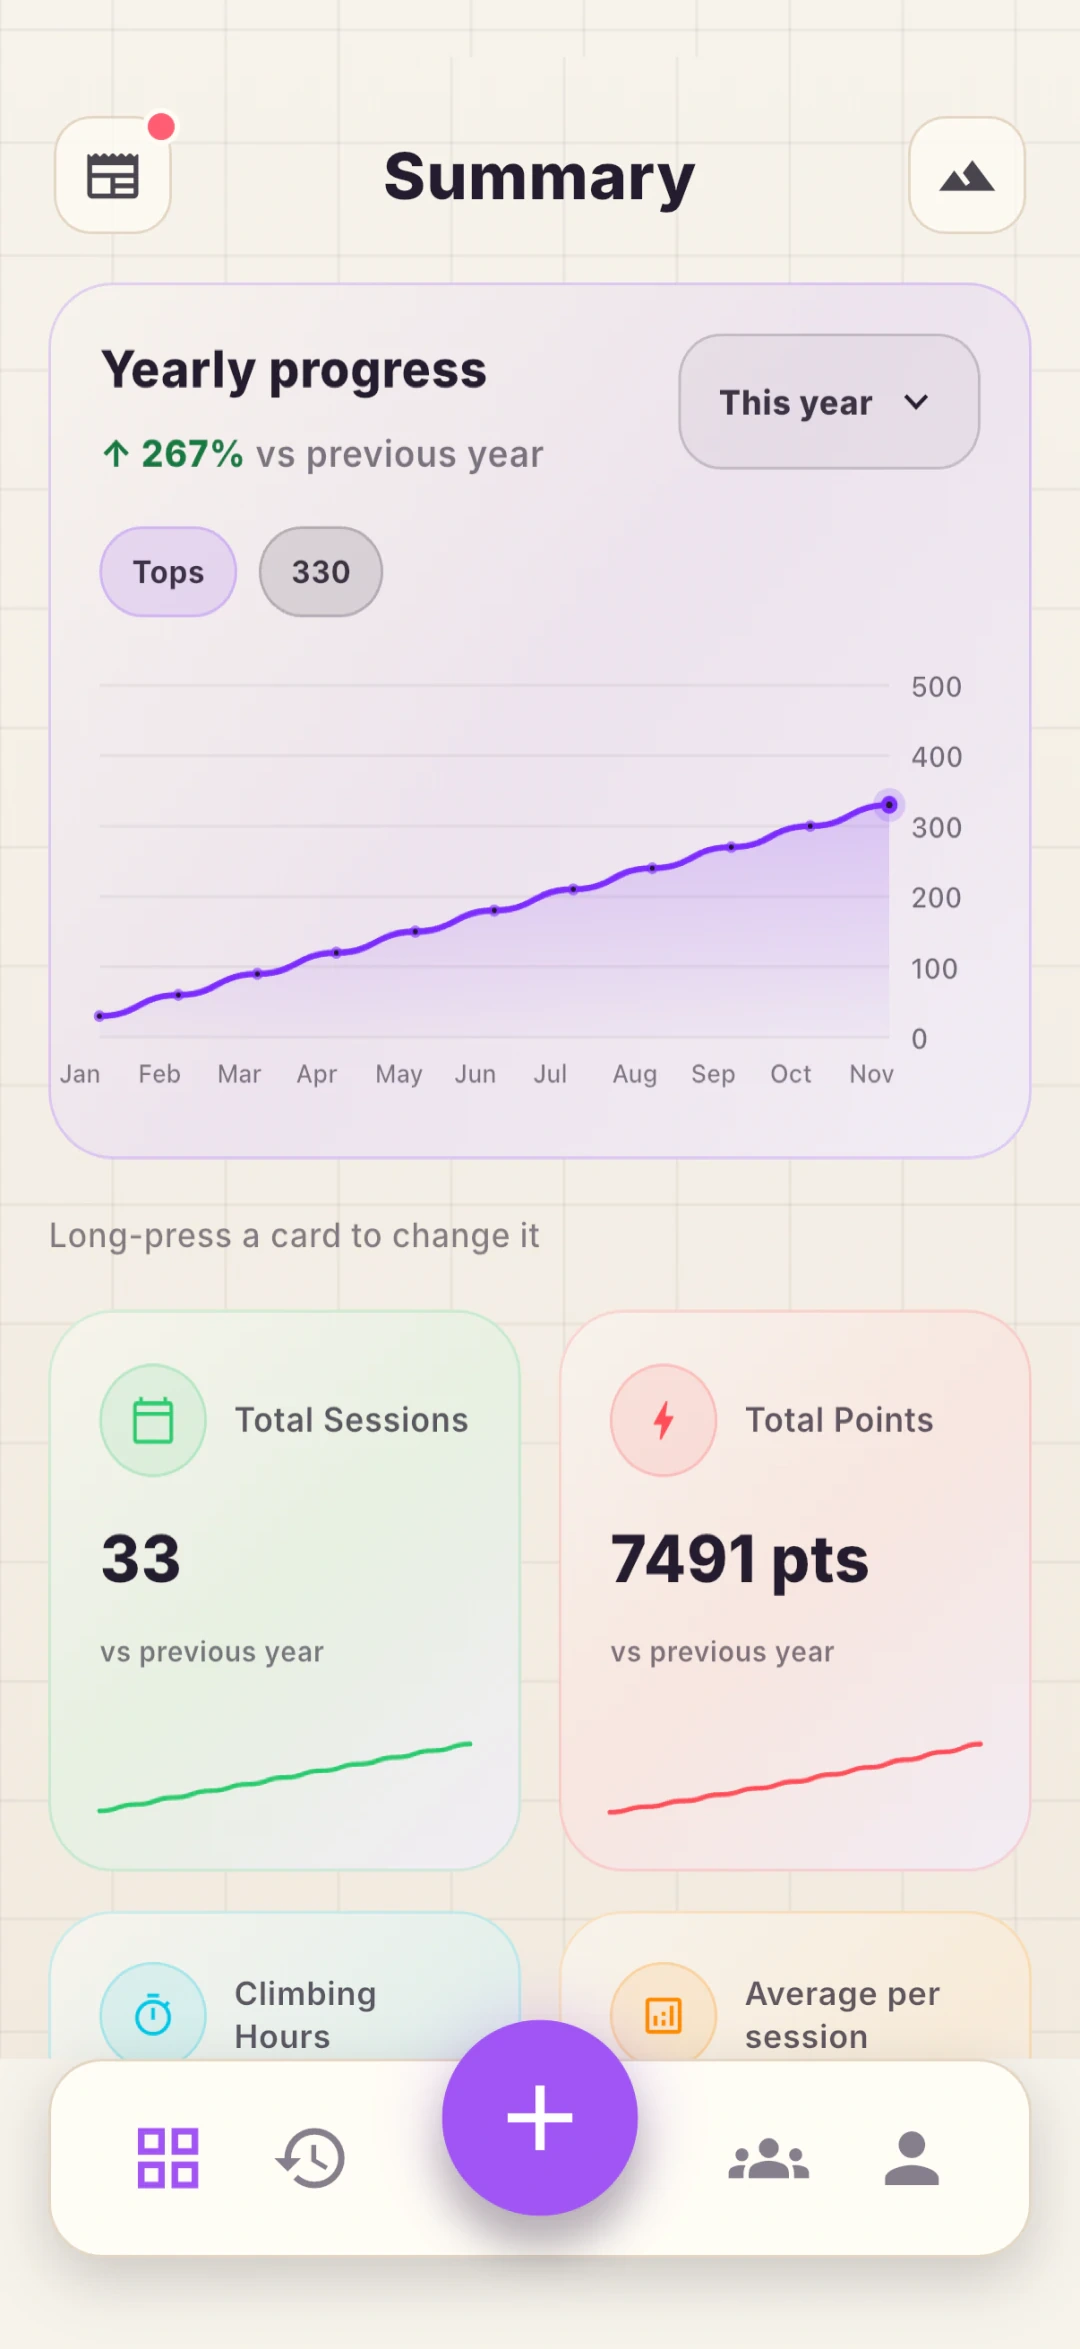 Summary
Yearly progress
This year
↑ 267% vs previous year
Tops 330
500
400
300
200
100
0
Jan Feb Mar Apr May Jun Jul Aug Sep Oct Nov
Long-press a card to change it
Total Sessions
33
vs previous year
Total Points
7491 pts
vs previous year
Climbing
Hours
Average per
session